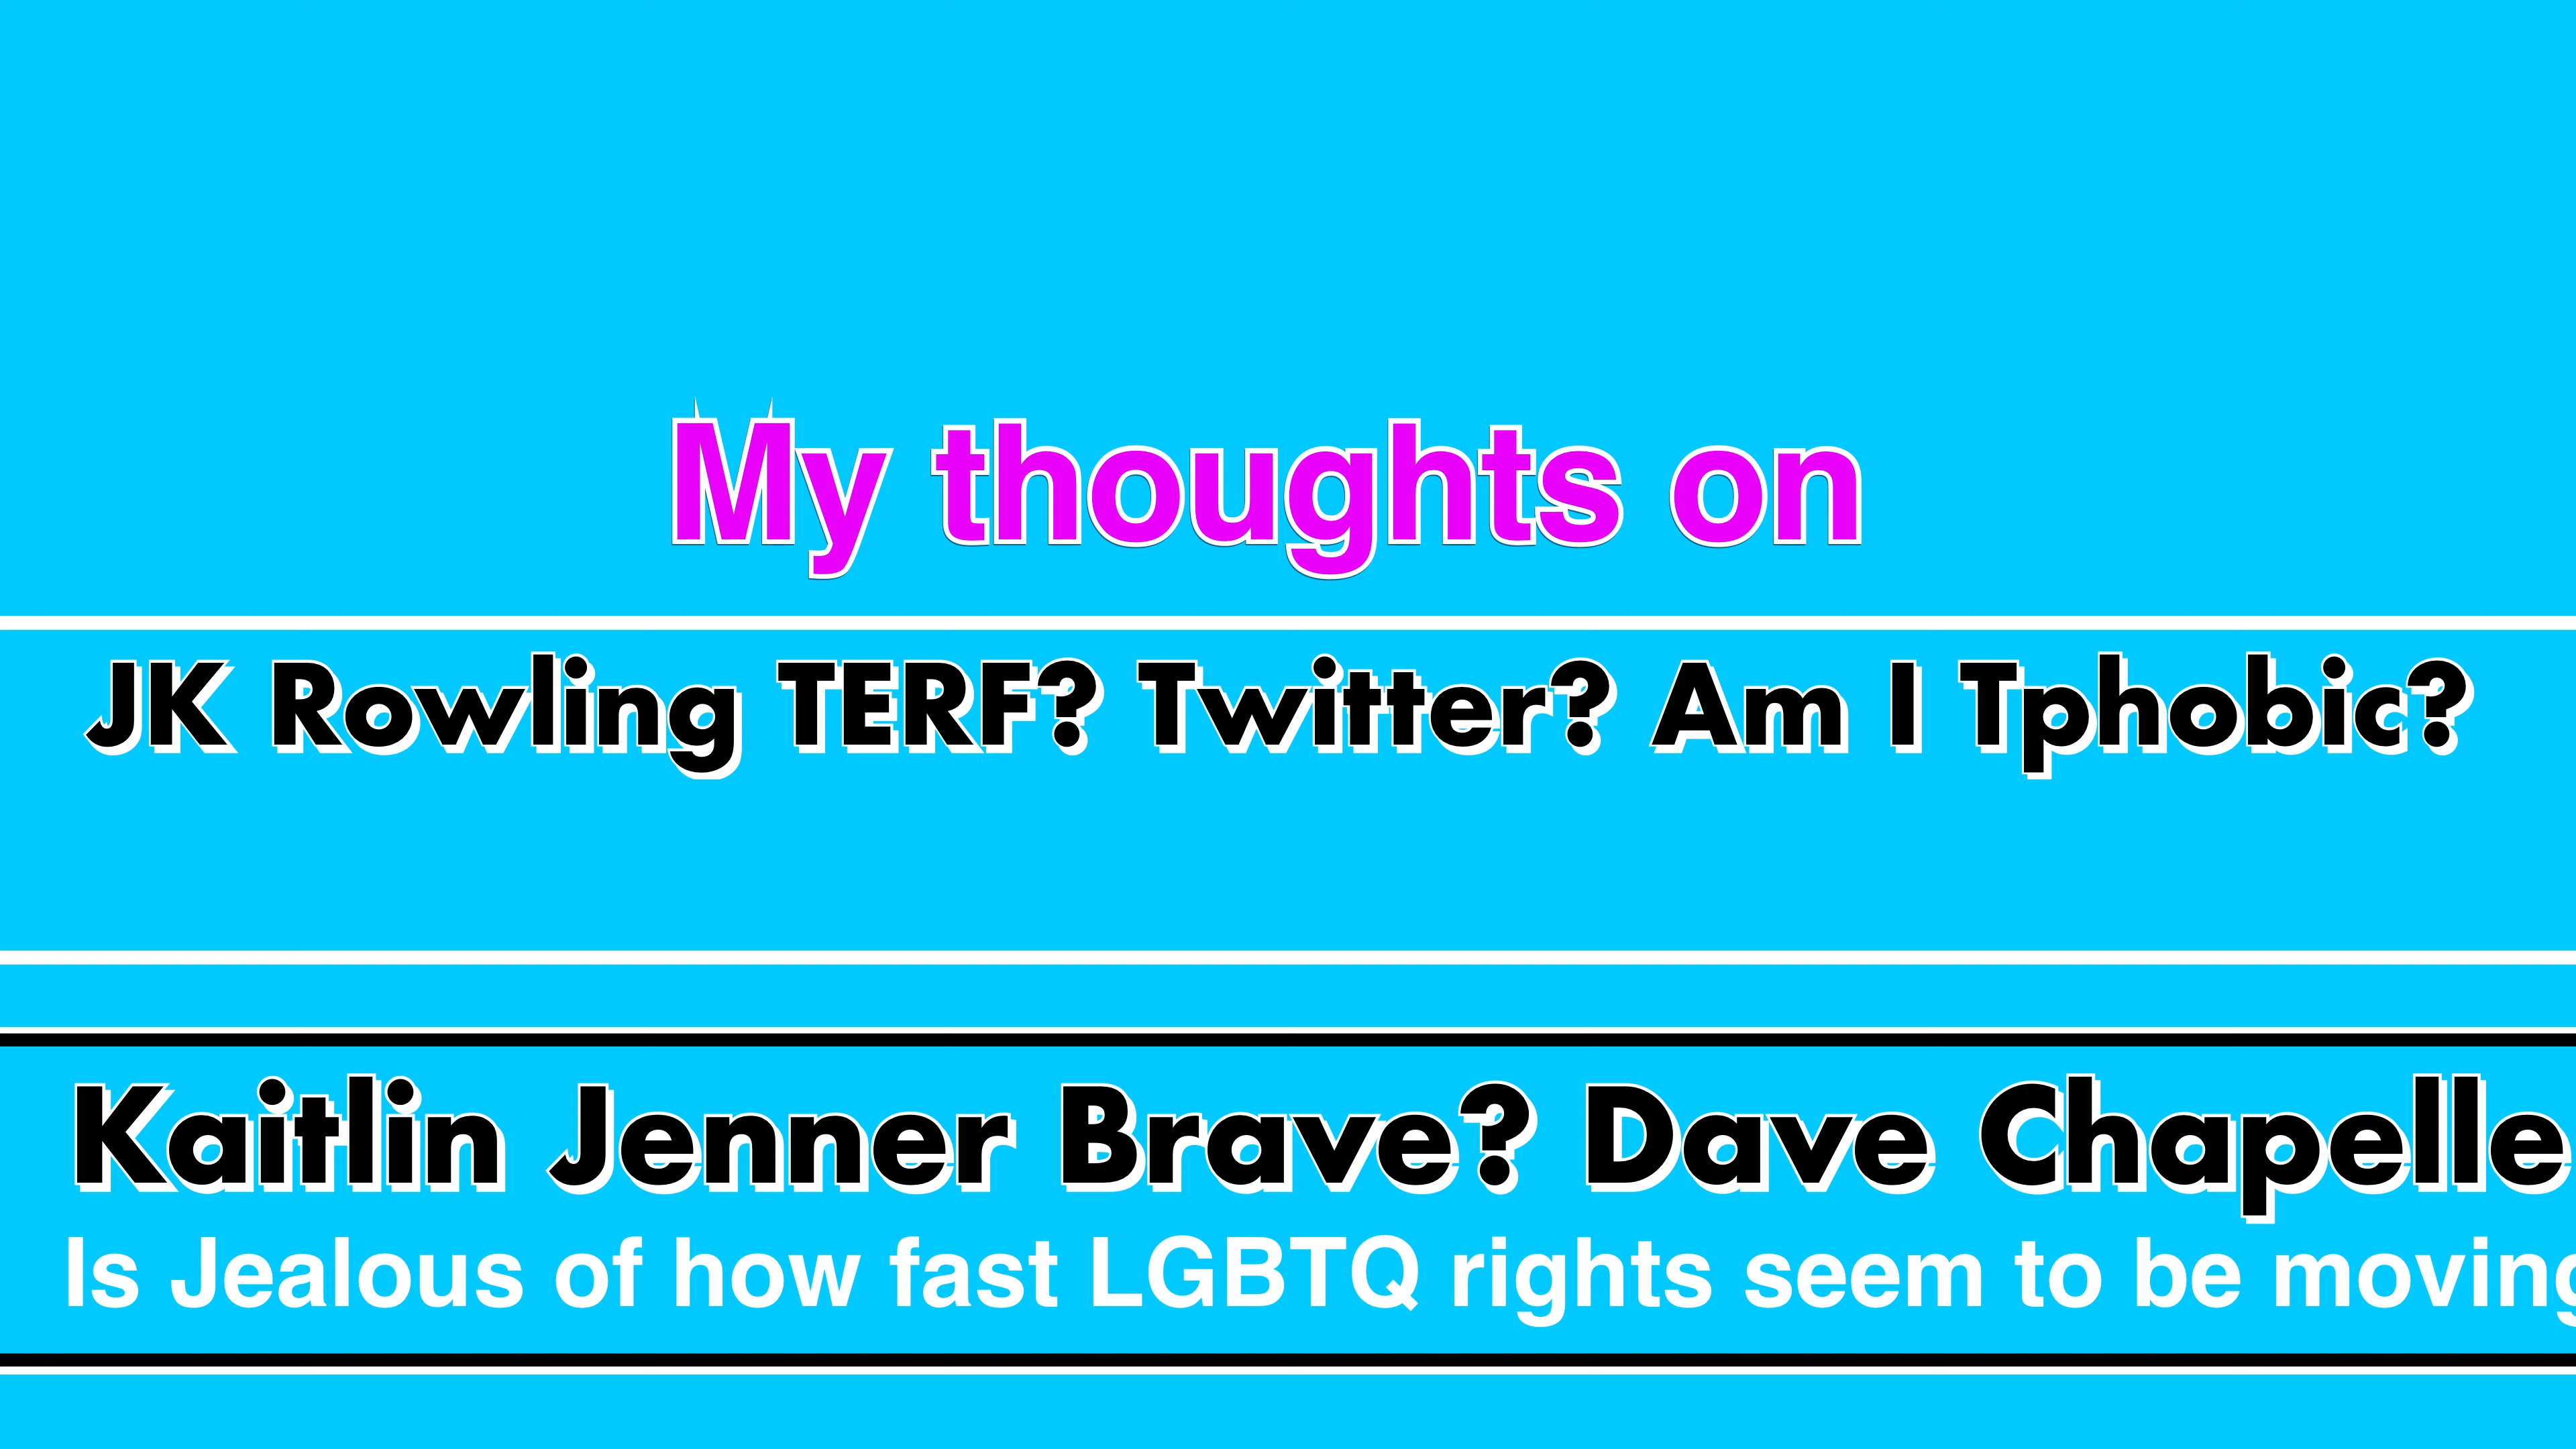 My thoughts on
JK Rowling TERF? Twitter? Am I Tphobic?
Kaitlin Jenner Brave? Dave Chapelle
Is Jealous of how fast LGBTQ rights seem to be moving